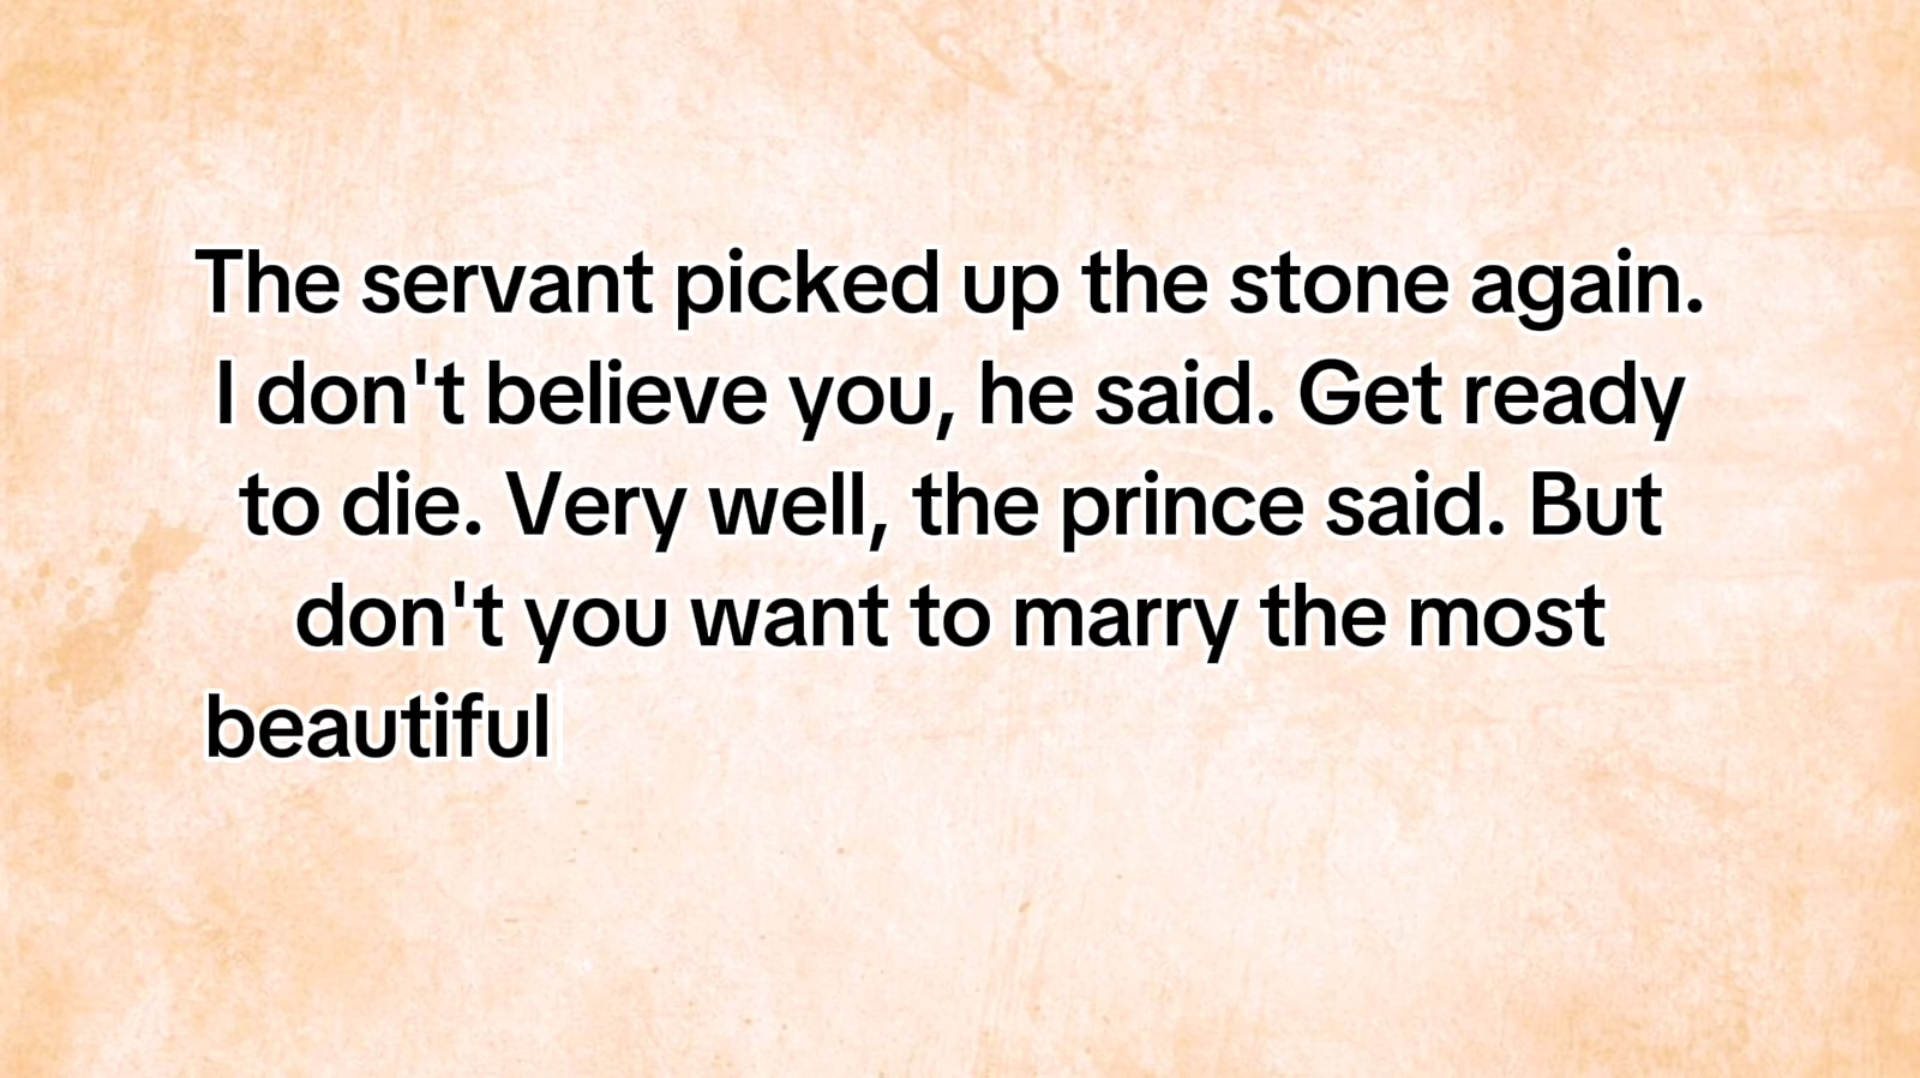 The servant picked up the stone again.
I don't believe you, he said. Get ready
to die. Very well, the prince said. But
don't you want to marry the most
beautiful